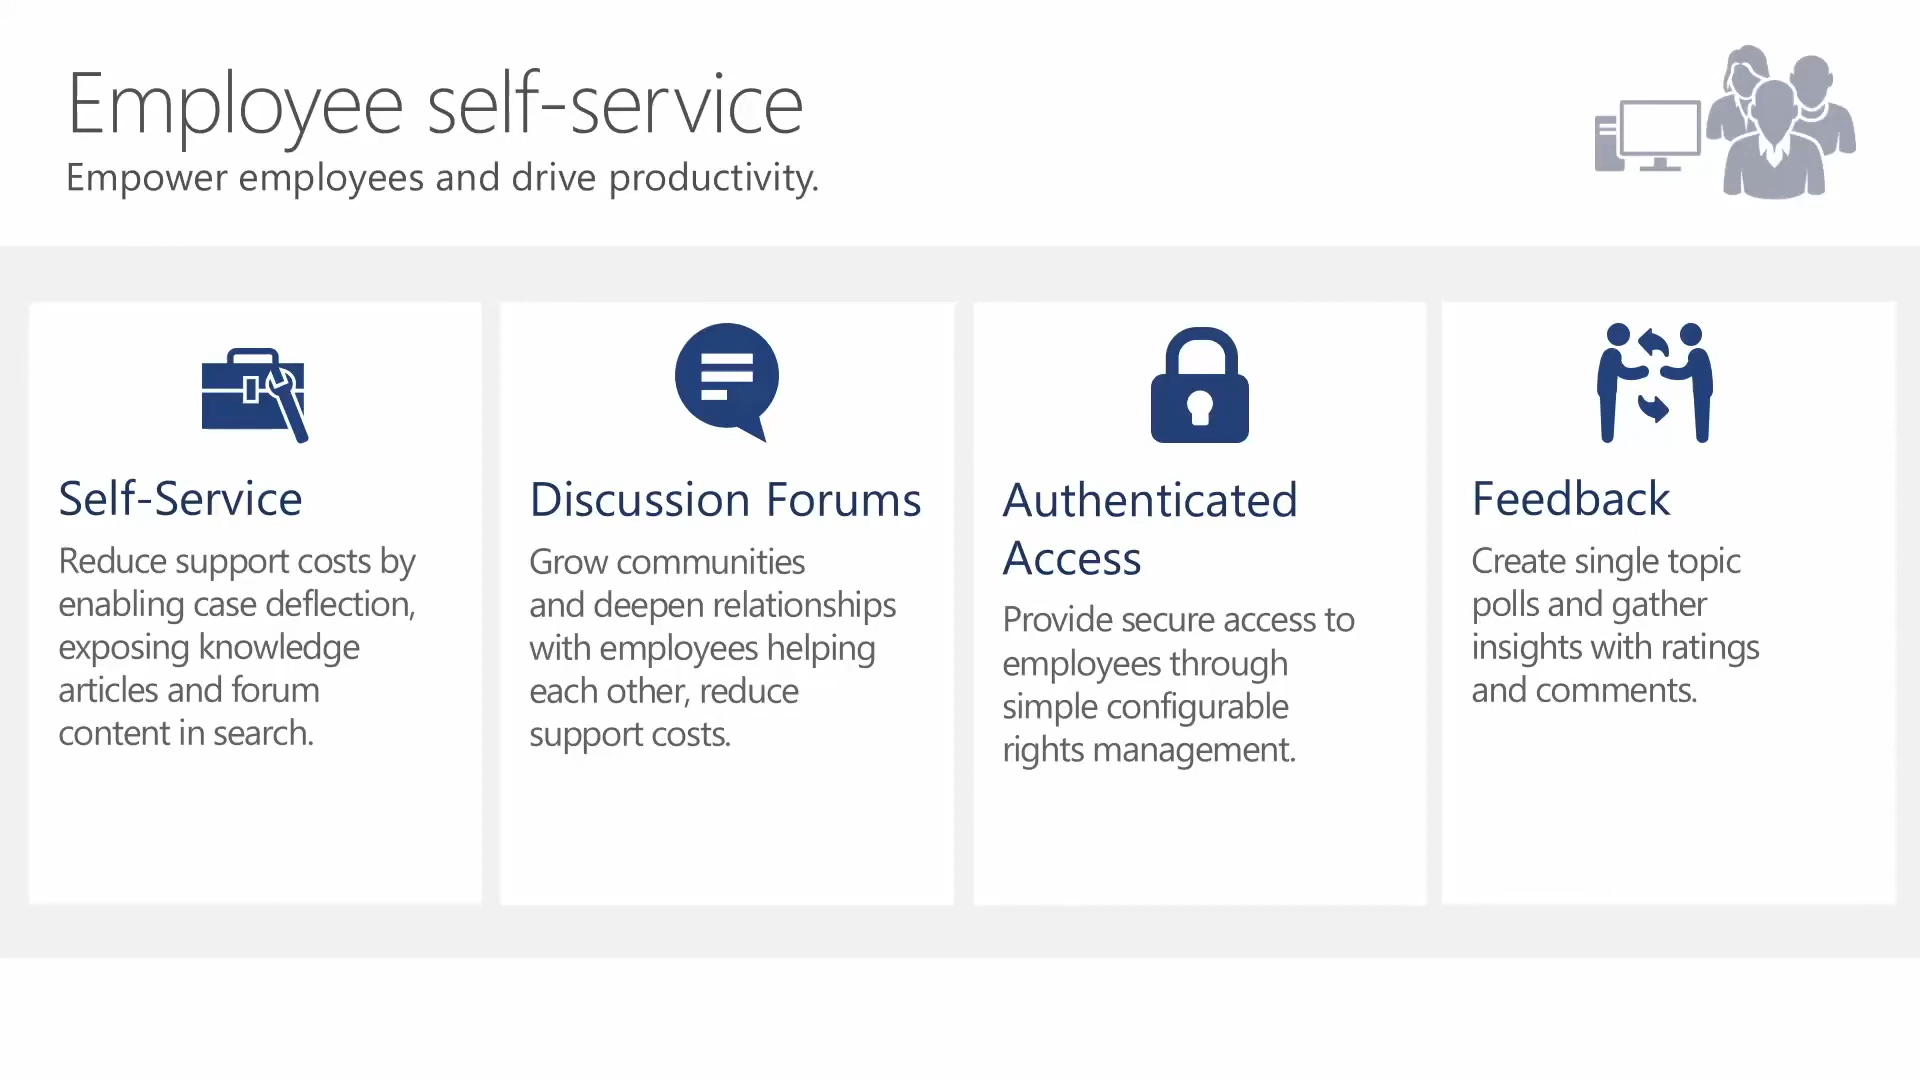 Employee self-service
Empower employees and drive productivity.
Self-Service
Reduce support costs by
enabling case deflection,
exposing knowledge
articles and forum
content in search.
Discussion Forums
Grow communities
and deepen relationships
with employees helping
each other, reduce
support costs.
Authenticated
Access
Provide secure access to
employees through
simple configurable
rights management.
Feedback
Create single topic
polls and gather
insights with ratings
and comments.